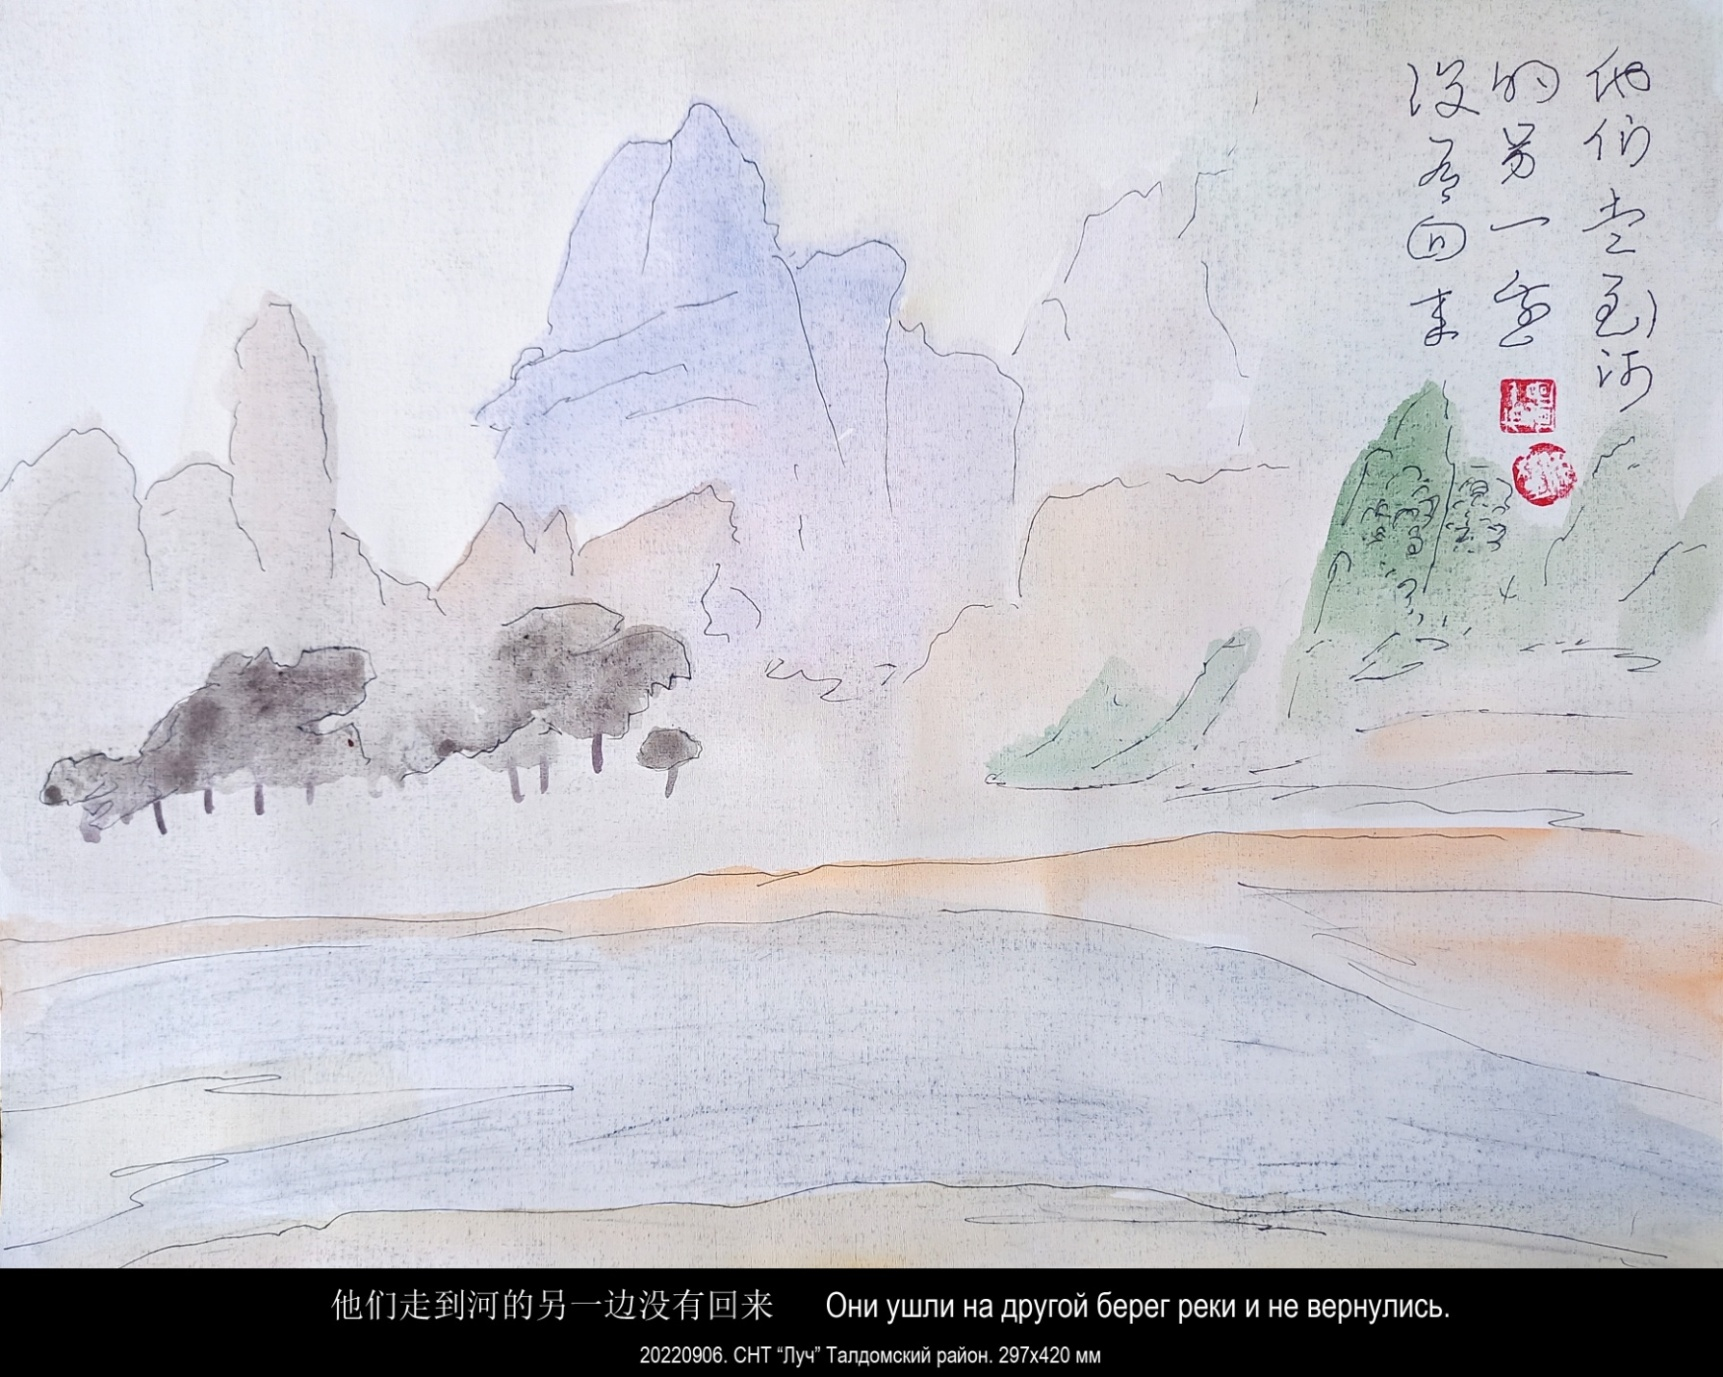 他们走到河
的另一边
没有回来
他们走到河的另一边没有回来 Они ушли на другой берег реки и не вернулись.
20220906. СНТ “Луч” Талдомский район. 297x420 мм